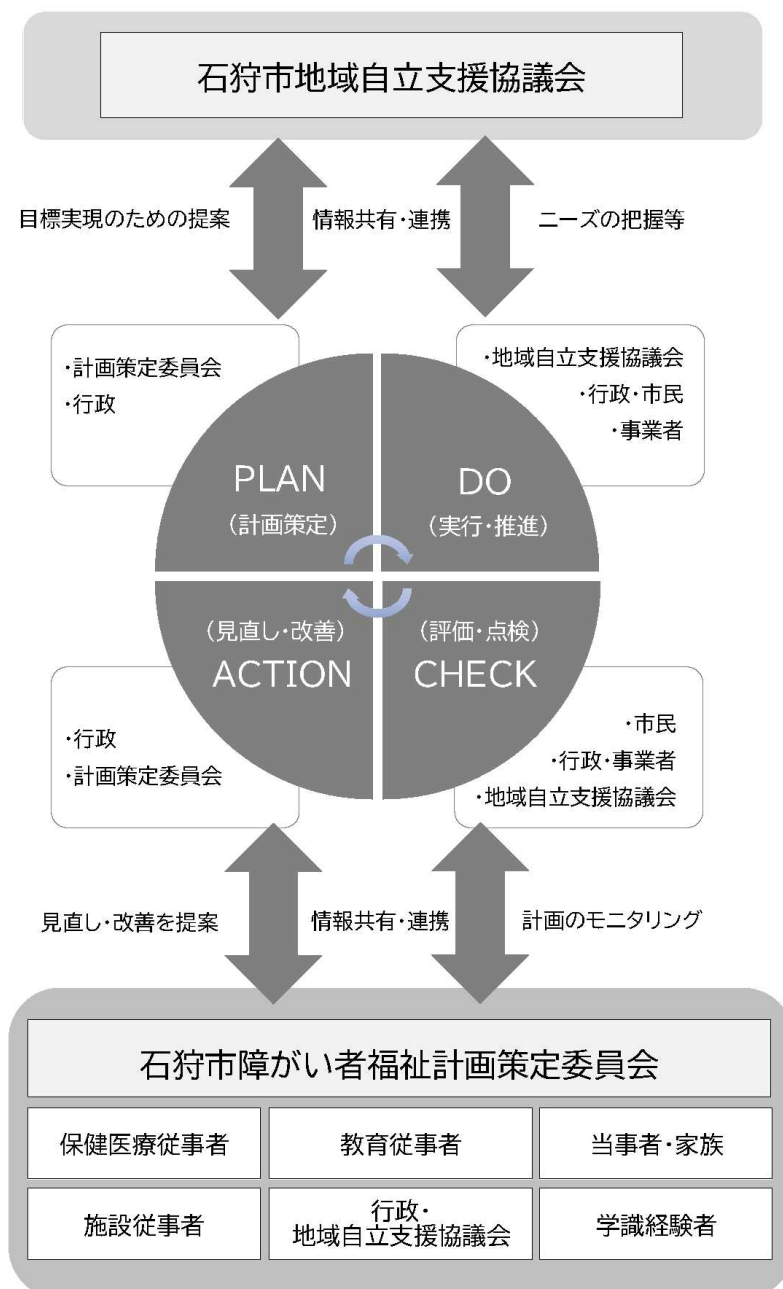 石狩市地域自立支援協議会
目標実現のための提案
情報共有・連携
ニーズの把握等
・計画策定委員会
・行政
・地域自立支援協議会
・行政・市民
・事業者
PLAN
（計画策定）
DO
（実行・推進）
（見直し・改善）
ACTION
（評価・点検）
CHECK
・行政
・計画策定委員会
・市民
・行政・事業者
・地域自立支援協議会
見直し・改善を提案
情報共有・連携
計画のモニタリング
石狩市障がい者福祉計画策定委員会
保健医療従事者
教育従事者
当事者・家族
施設従事者
行政・
地域自立支援協議会
学識経験者